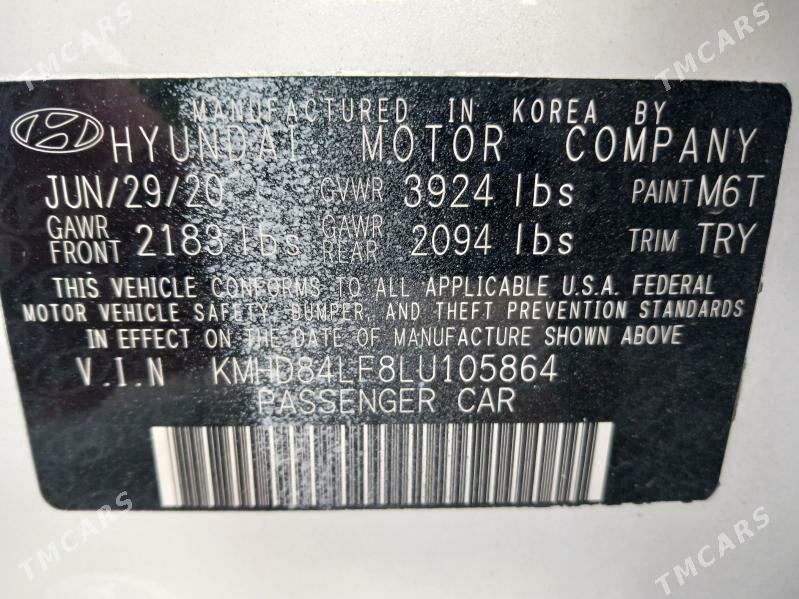 TMCARS
TMCARS
MANUFACTURED IN KOREA BY
HYUNDAI MOTOR COMPANY
JUN/29/20 GVWR 3924 lbs PAINT M6T
GAWR FRONT 2183 lbs GAWR REAR 2094 lbs TRIM TRY
THIS VEHICLE CONFORMS TO ALL APPLICABLE U.S.A. FEDERAL
MOTOR VEHICLE SAFETY, BUMPER, AND THEFT PREVENTION STANDARDS
IN EFFECT ON THE DATE OF MANUFACTURE SHOWN ABOVE
V.I.N KMHD84LF8LU105864
PASSENGER CAR
TMCARS
TMCARS